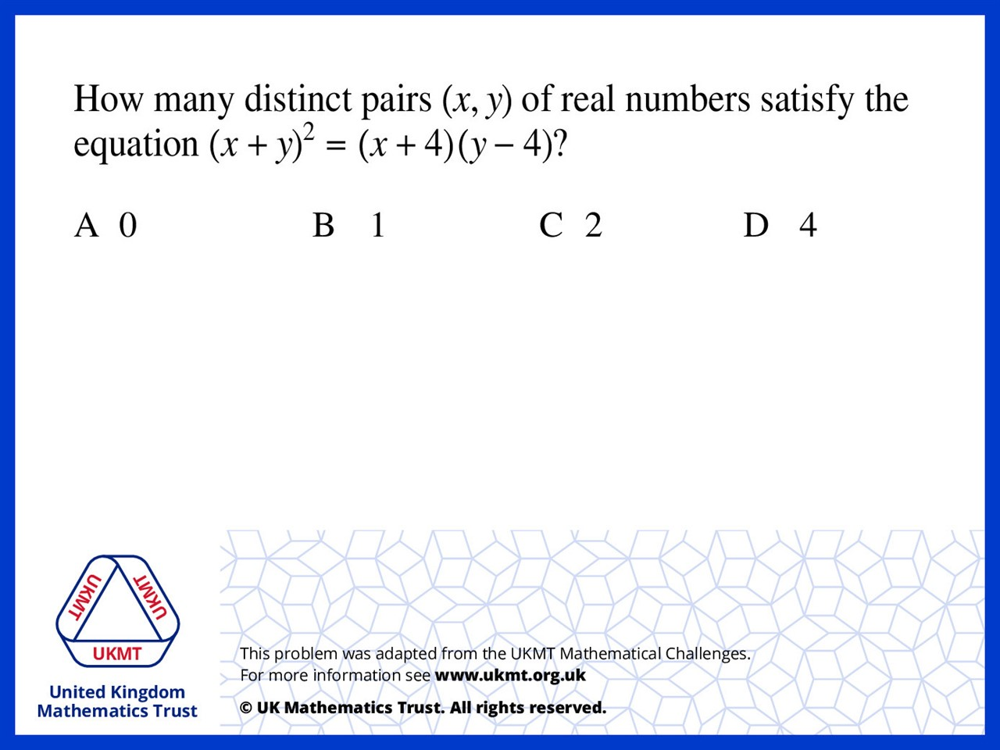 How many distinct pairs (x, y) of real numbers satisfy the
equation (x + y)² = (x + 4)(y − 4)?
A 0 B 1 C 2 D 4
UKMT UKMT
UKMT
United Kingdom
Mathematics Trust
This problem was adapted from the UKMT Mathematical Challenges.
For more information see www.ukmt.org.uk
© UK Mathematics Trust. All rights reserved.